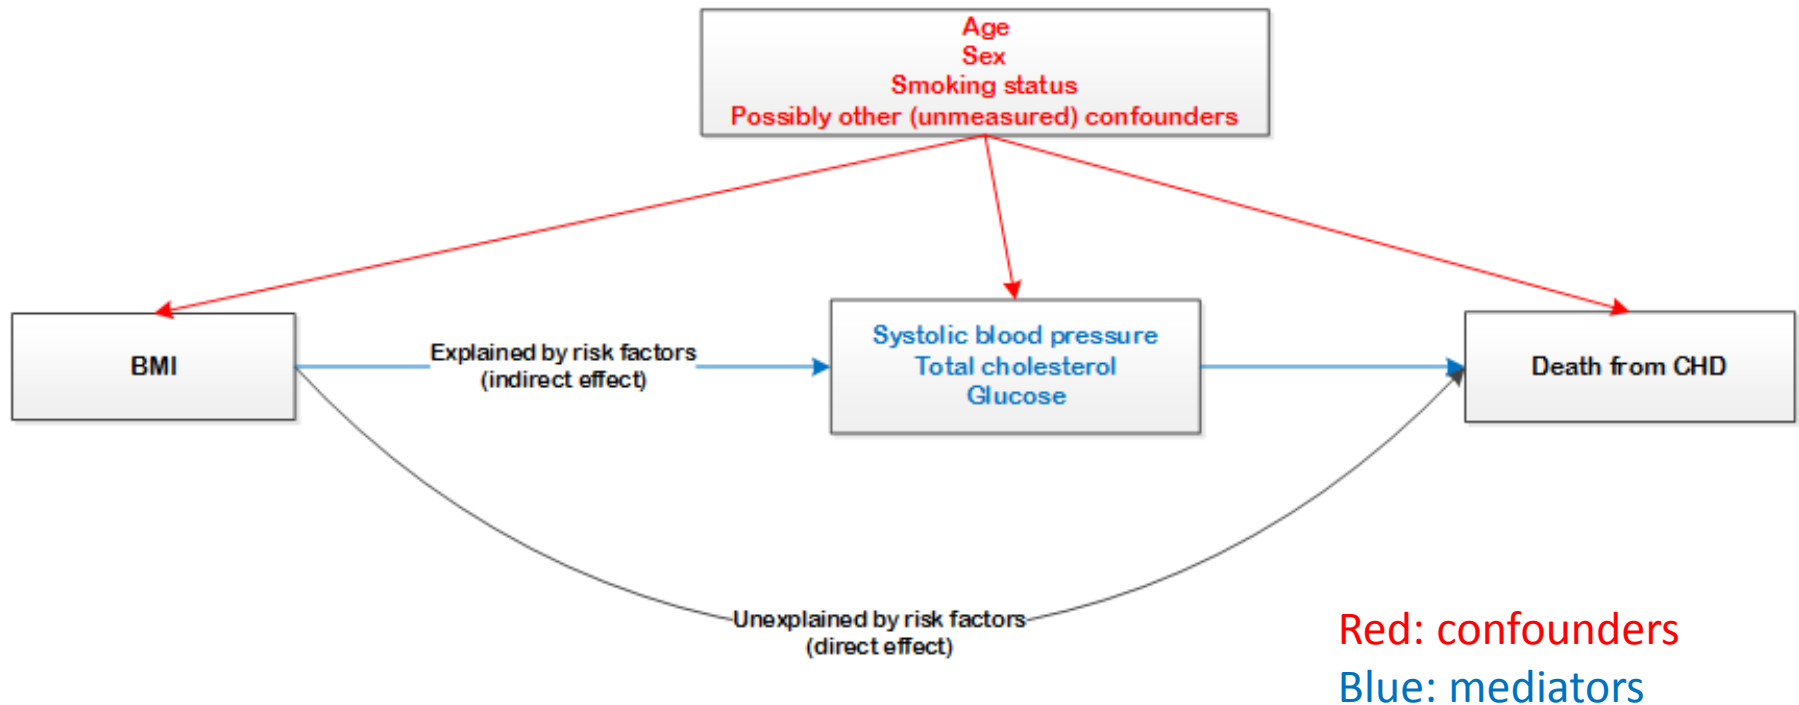 Age
Sex
Smoking status
Possibly other (unmeasured) confounders
BMI
Explained by risk factors
(indirect effect)
Systolic blood pressure
Total cholesterol
Glucose
Death from CHD
Unexplained by risk factors
(direct effect)
Red: confounders
Blue: mediators